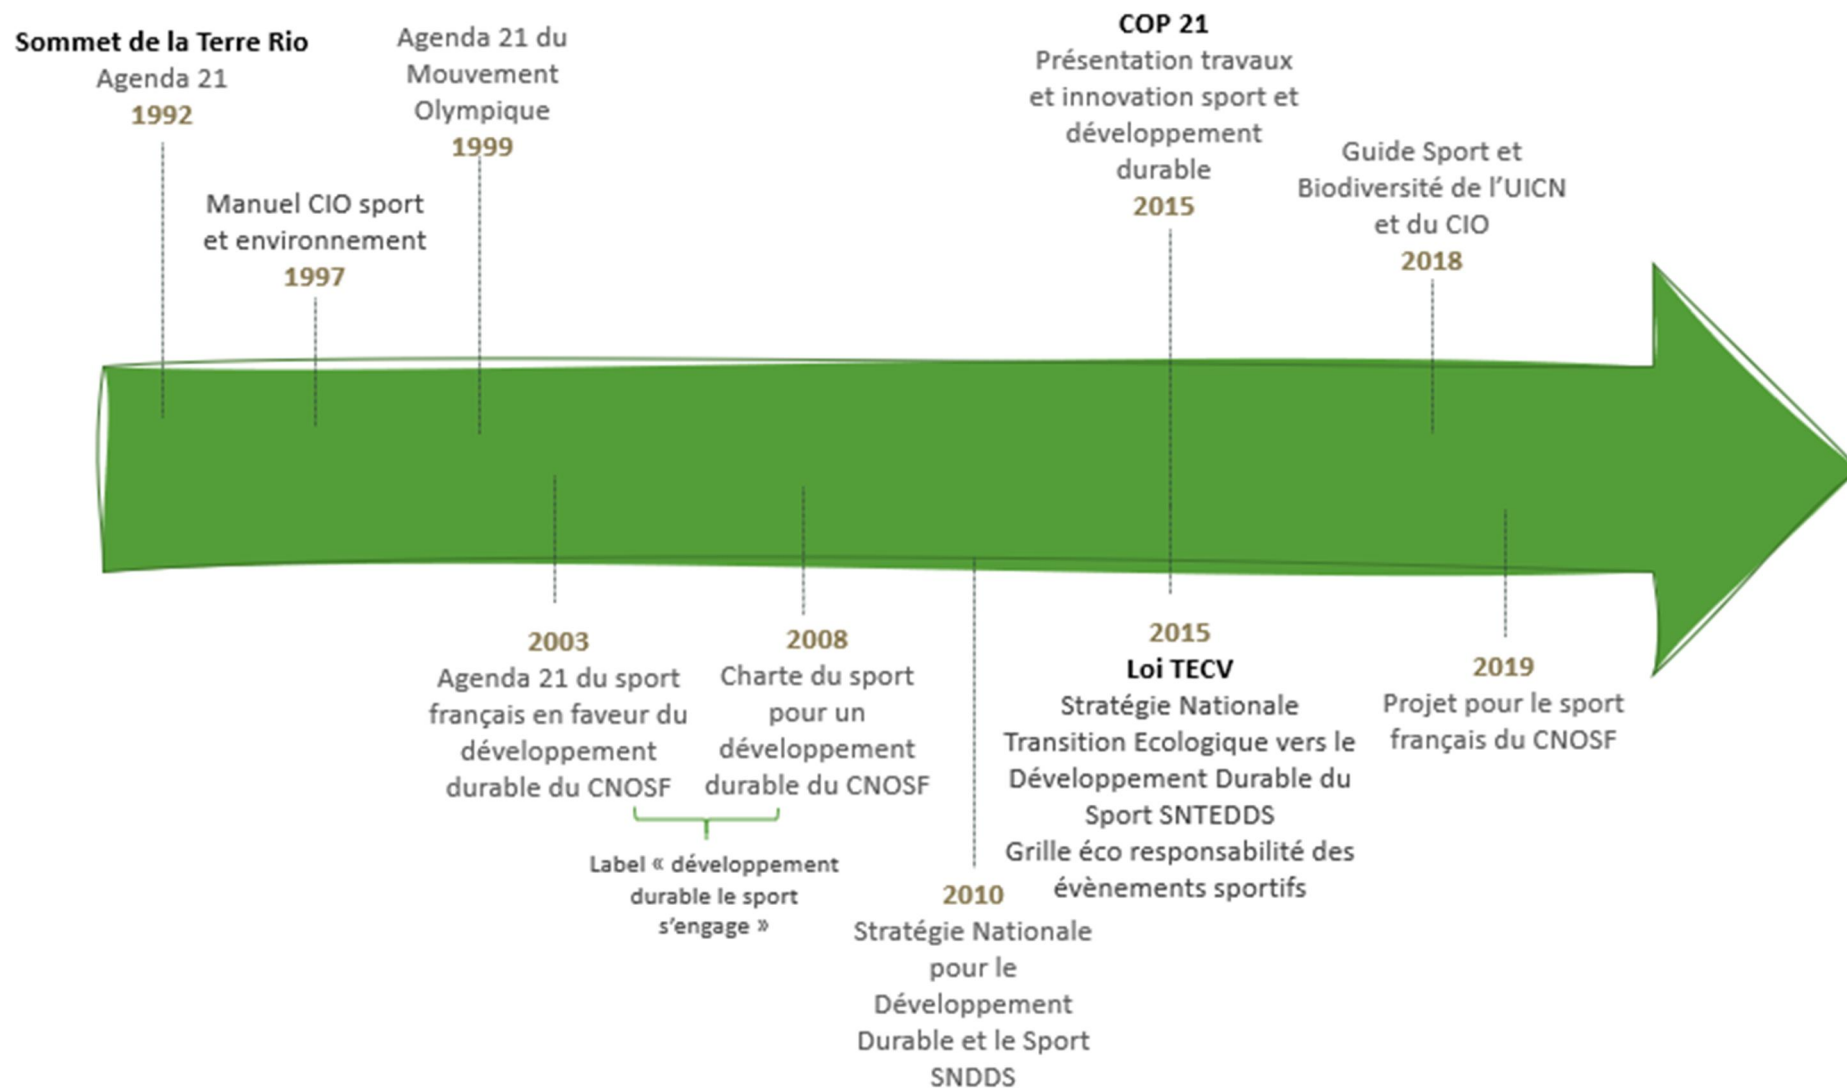 Sommet de la Terre Rio
Agenda 21
1992
Manuel CIO sport
et environnement
1997
Agenda 21 du
Mouvement
Olympique
1999
COP 21
Présentation travaux
et innovation sport et
développement
durable
2015
Guide Sport et
Biodiversité de l’UICN
et du CIO
2018
2003
Agenda 21 du sport
français en faveur du
développement
durable du CNOSF
2008
Charte du sport
pour un
développement
durable du CNOSF
Label « développement
durable le sport
s’engage »
2010
Stratégie Nationale
pour le
Développement
Durable et le Sport
SNDDS
2015
Loi TECV
Stratégie Nationale
Transition Ecologique vers le
Développement Durable du
Sport SNTEDDS
Grille éco responsabilité des
évènements sportifs
2019
Projet pour le sport
français du CNOSF